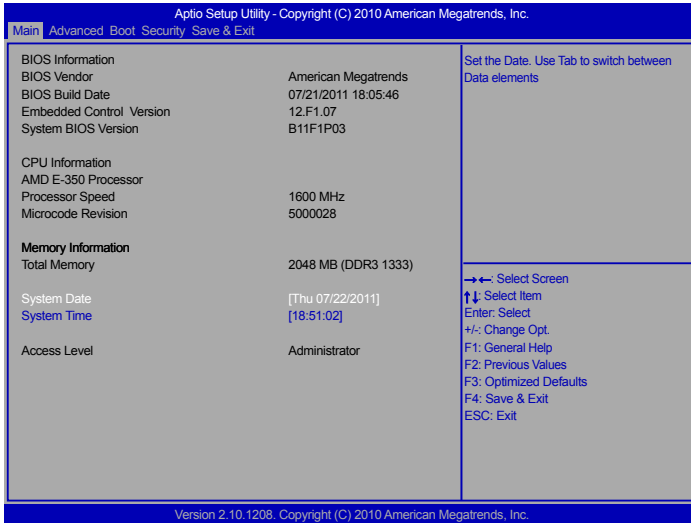 Aptio Setup Utility - Copyright (C) 2010 American Megatrends, Inc.
Main Advanced Boot Security Save & Exit
BIOS Information
BIOS Vendor American Megatrends
BIOS Build Date 07/21/2011 18:05:46
Embedded Control Version 12.F1.07
System BIOS Version B11F1P03
CPU Information
AMD E-350 Processor
Processor Speed 1600 MHz
Microcode Revision 5000028
Memory Information
Total Memory 2048 MB (DDR3 1333)
System Date [Thu 07/22/2011]
System Time [18:51:02]
Access Level Administrator
Set the Date. Use Tab to switch between
Data elements
→←: Select Screen
↑↓: Select Item
Enter: Select
+/-: Change Opt.
F1: General Help
F2: Previous Values
F3: Optimized Defaults
F4: Save & Exit
ESC: Exit
Version 2.10.1208. Copyright (C) 2010 American Megatrends, Inc.